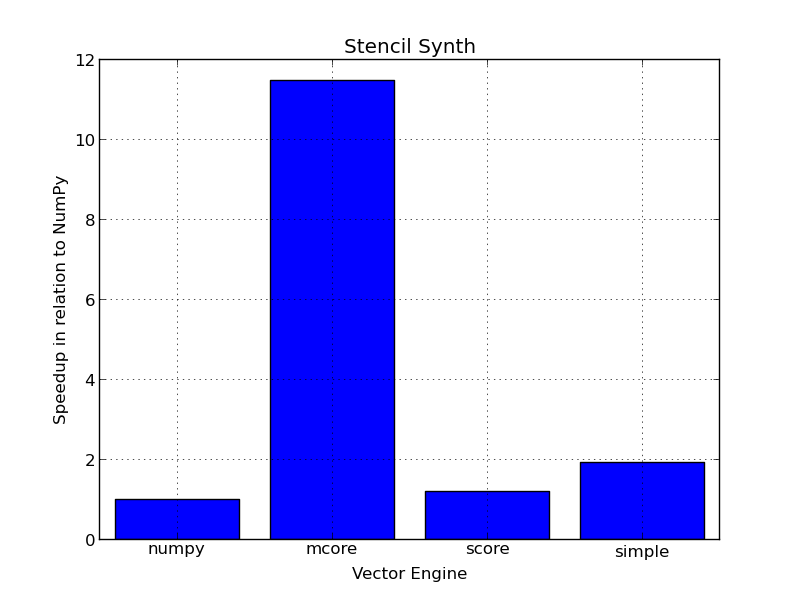 Stencil Synth
Speedup in relation to NumPy
12
10
8
6
4
2
0
numpy
mcore
score
simple
Vector Engine